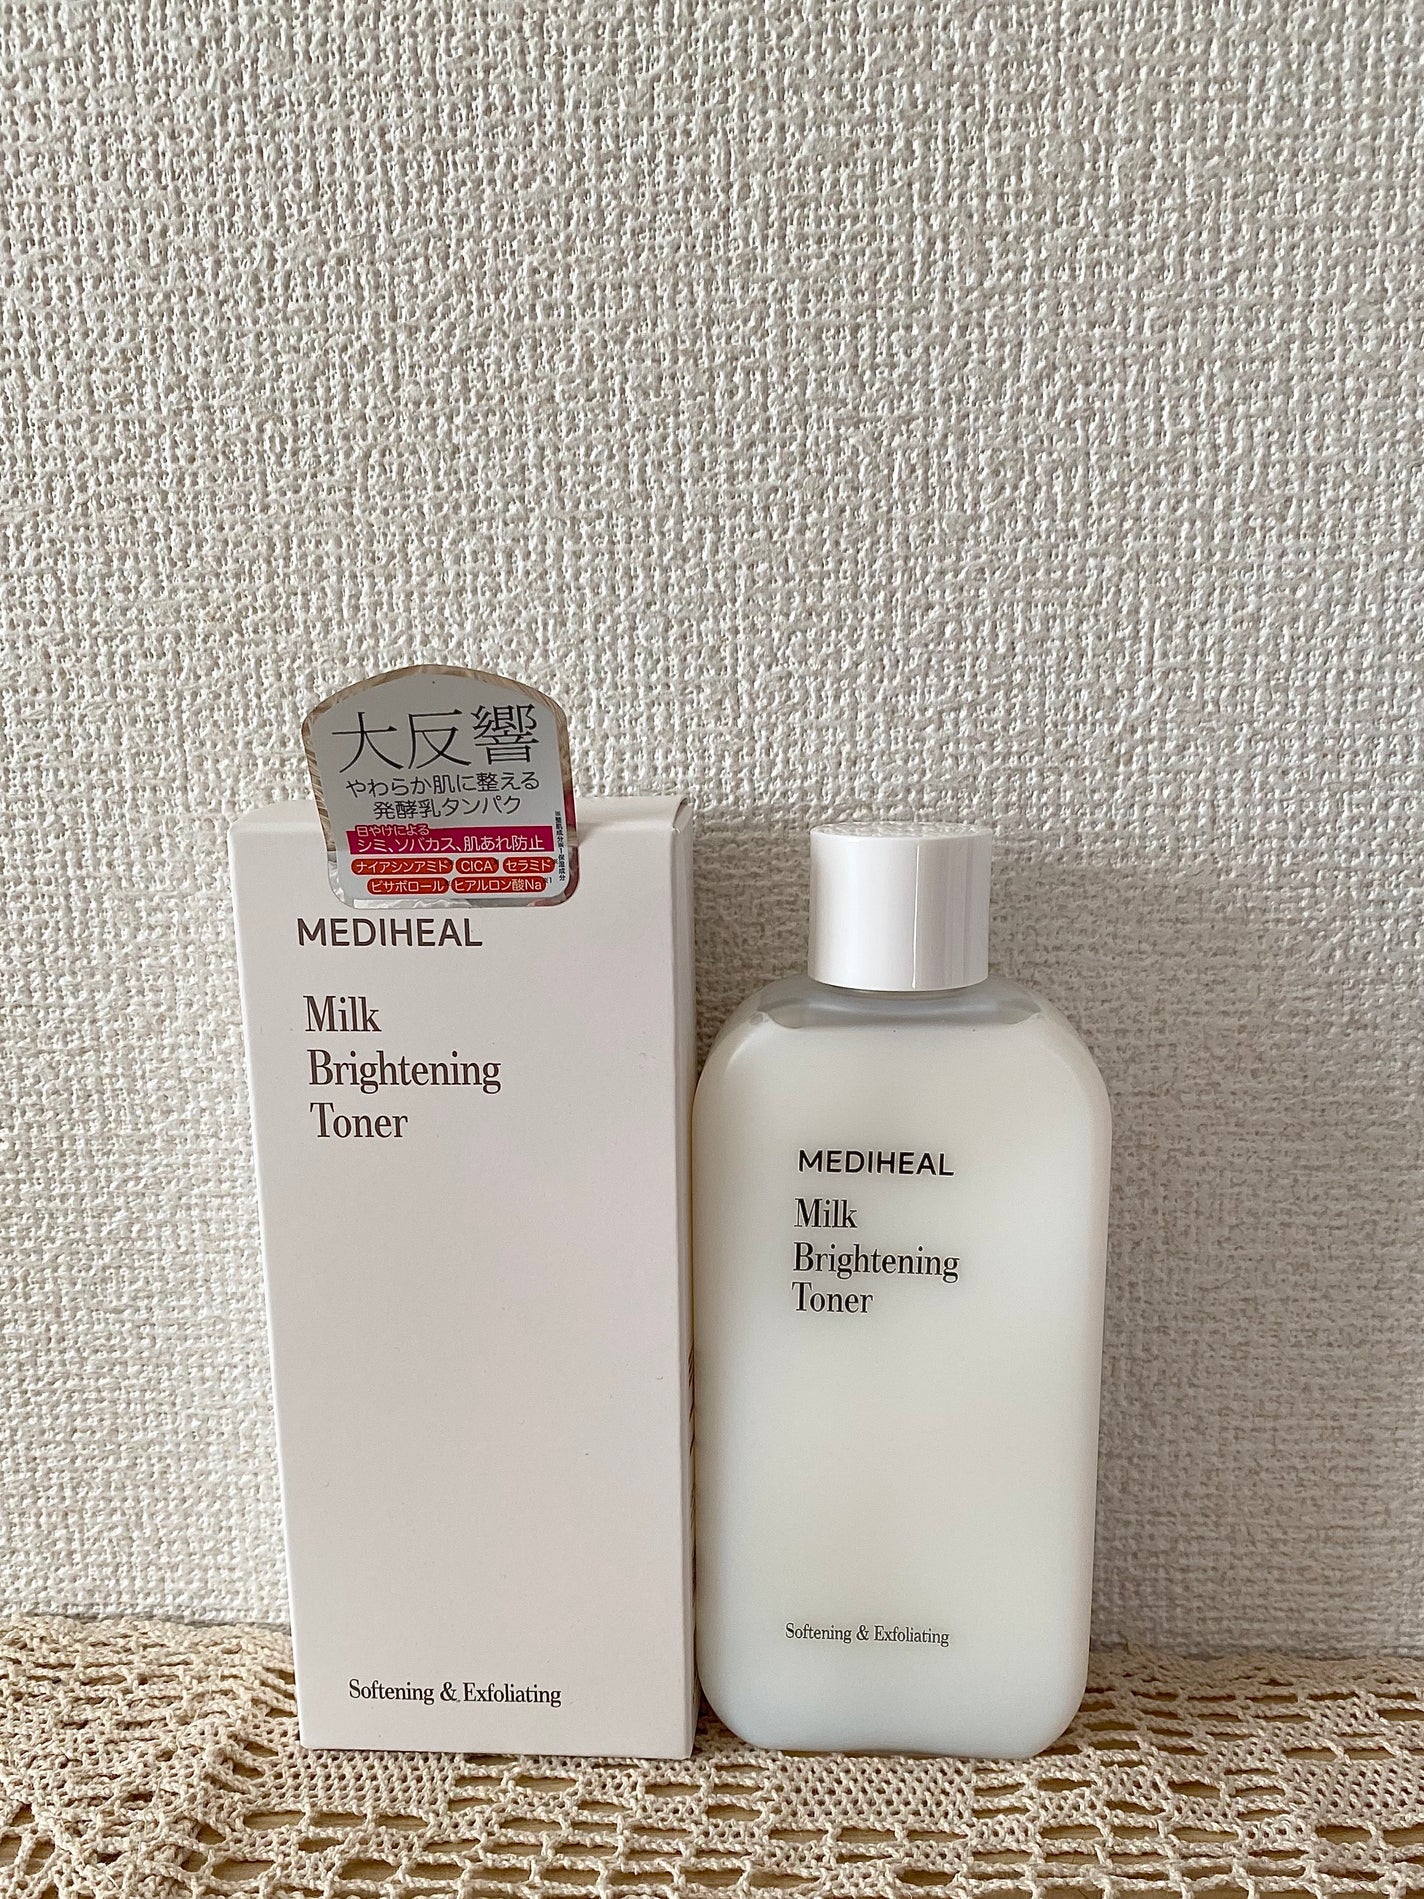 大反響
やわらか肌に整える
発酵乳タンパク
日やけによる
シミ、ソバカス、肌あれ防止
ナイアシンアミド CICA セラミド
ビサボロール ヒアルロン酸Na
MEDIHEAL
Milk
Brightening
Toner
Softening & Exfoliating
MEDIHEAL
Milk
Brightening
Toner
Softening & Exfoliating